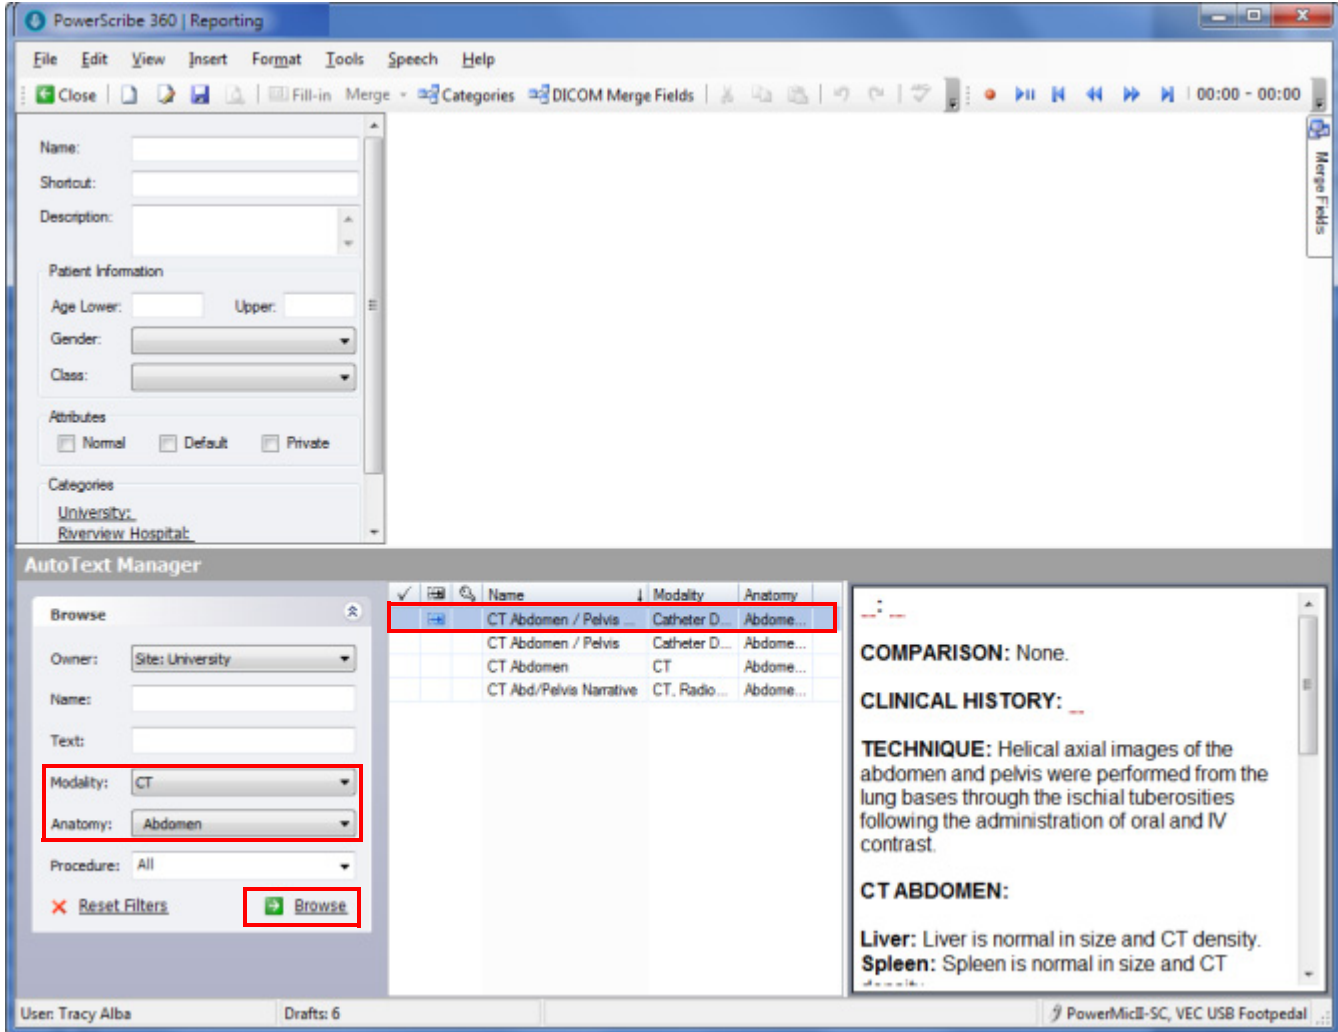 PowerScribe 360 | Reporting
File Edit View Insert Format Tools Speech Help
Close Fill-in Merge Categories DICOM Merge Fields 00:00 - 00:00
Merge Fields
Name:
Shortcut:
Description:
Patient Information
Age Lower: Upper:
Gender:
Class:
Attributes
Normal Default Private
Categories
University:
Riverview Hospital:
AutoText Manager
Browse
Owner: Site: University
Name:
Text:
Modality: CT
Anatomy: Abdomen
Procedure: All
Reset Filters Browse
Name Modality Anatomy
CT Abdomen / Pelvis ... Catheter D... Abdome...
CT Abdomen / Pelvis Catheter D... Abdome...
CT Abdomen CT Abdome...
CT Abd/Pelvis Narrative CT, Radio... Abdome...
__: __
COMPARISON: None.
CLINICAL HISTORY: __
TECHNIQUE: Helical axial images of the
abdomen and pelvis were performed from the
lung bases through the ischial tuberosities
following the administration of oral and IV
contrast.
CT ABDOMEN:
Liver: Liver is normal in size and CT density.
Spleen: Spleen is normal in size and CT
User: Tracy Alba Drafts: 6 PowerMicII-SC, VEC USB Footpedal